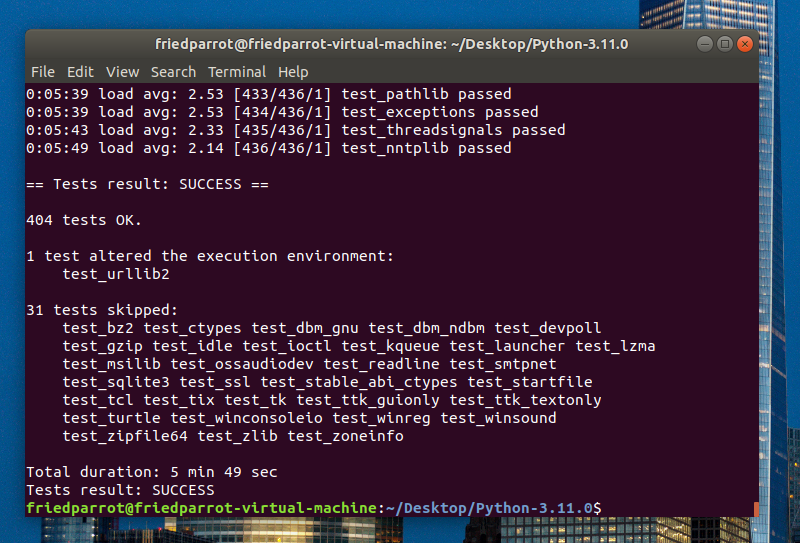 friedparrot@friedparrot-virtual-machine: ~/Desktop/Python-3.11.0
File Edit View Search Terminal Help
0:05:39 load avg: 2.53 [433/436/1] test_pathlib passed
0:05:39 load avg: 2.53 [434/436/1] test_exceptions passed
0:05:43 load avg: 2.33 [435/436/1] test_threadsignals passed
0:05:49 load avg: 2.14 [436/436/1] test_nntplib passed
== Tests result: SUCCESS ==
404 tests OK.
1 test altered the execution environment:
test_urllib2
31 tests skipped:
test_bz2 test_ctypes test_dbm_gnu test_dbm_ndbm test_devpoll
test_gzip test_idle test_ioctl test_kqueue test_launcher test_lzma
test_msilib test_ossaudiodev test_readline test_smtpnet
test_sqlite3 test_ssl test_stable_abi_ctypes test_startfile
test_tcl test_tix test_tk test_ttk_guionly test_ttk_textonly
test_turtle test_winconsoleio test_winreg test_winsound
test_zipfile64 test_zlib test_zoneinfo
Total duration: 5 min 49 sec
Tests result: SUCCESS
friedparrot@friedparrot-virtual-machine:~/Desktop/Python-3.11.0$